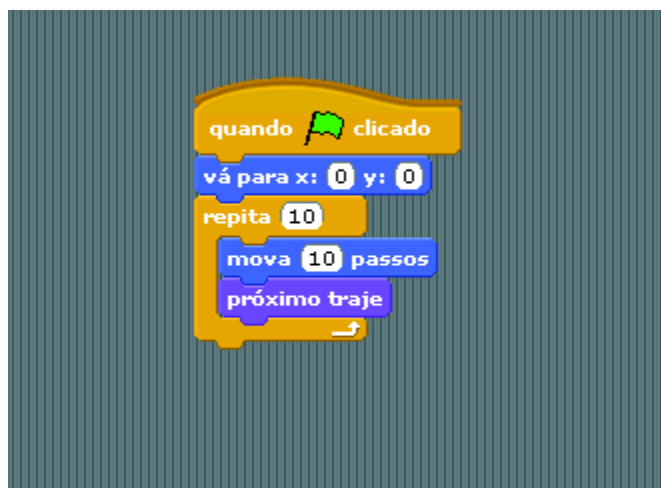 quando clicado
vá para x: 0 y: 0
repita 10
mova 10 passos
próximo traje